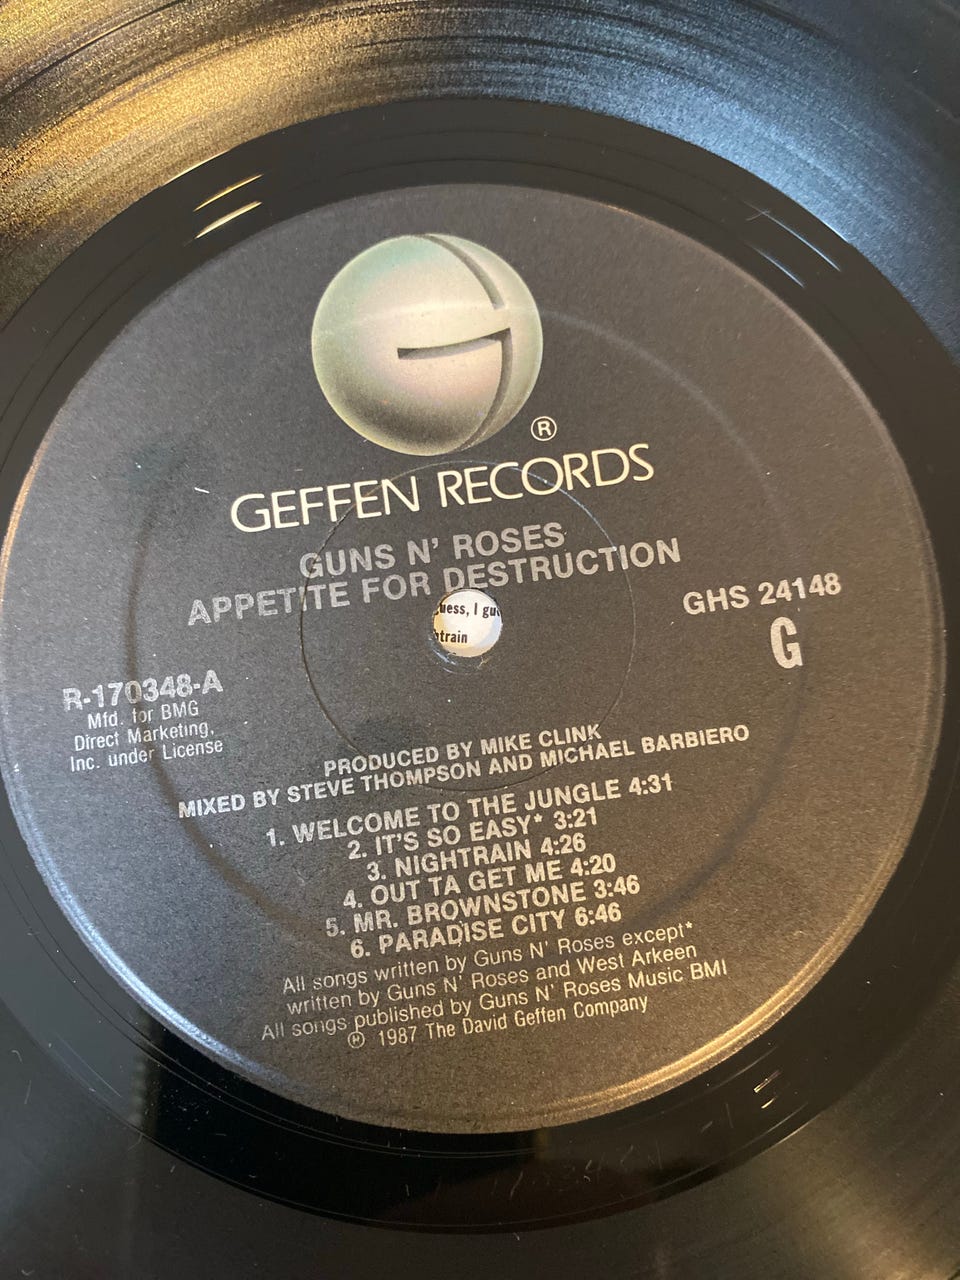 ®
GEFFEN RECORDS
GUNS N' ROSES
APPETITE FOR DESTRUCTION
GHS 24148
G
uess, I gu
train
R-170348-A
Mfd. for BMG
Direct Marketing,
Inc. under License
PRODUCED BY MIKE CLINK
MIXED BY STEVE THOMPSON AND MICHAEL BARBIERO
1. WELCOME TO THE JUNGLE 4:31
2. IT'S SO EASY* 3:21
3. NIGHTRAIN 4:26
4. OUT TA GET ME 4:20
5. MR. BROWNSTONE 3:46
6. PARADISE CITY 6:46
All songs written by Guns N' Roses except*
written by Guns N' Roses and West Arkeen
All songs published by Guns N' Roses Music BMI
℗ 1987 The David Geffen Company